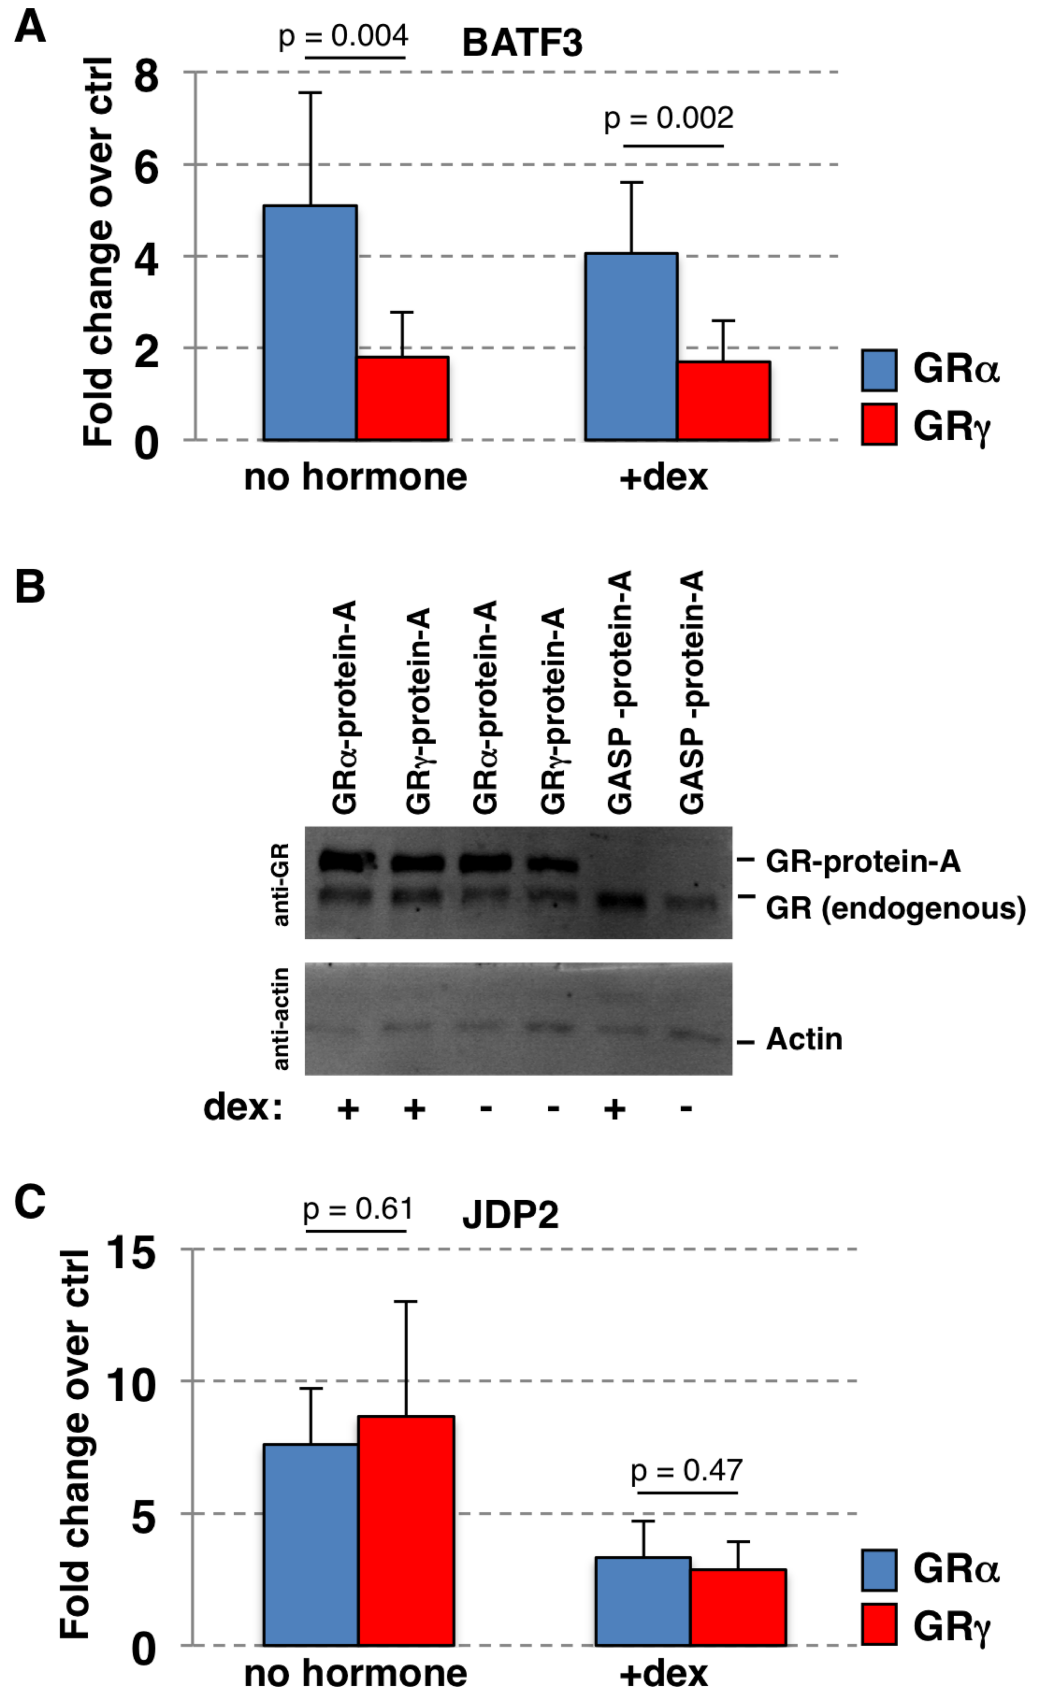 A
p = 0.004
BATF3
Fold change over ctrl
8
p = 0.002
6
4
2
0
GRα
GRγ
no hormone
+dex
B
GRα-protein-A
GRγ-protein-A
GRα-protein-A
GRγ-protein-A
GASP -protein-A
GASP -protein-A
anti-GR
GR-protein-A
GR (endogenous)
anti-actin
Actin
dex: + + - - + -
C
p = 0.61
JDP2
Fold change over ctrl
15
10
p = 0.47
5
0
GRα
GRγ
no hormone
+dex